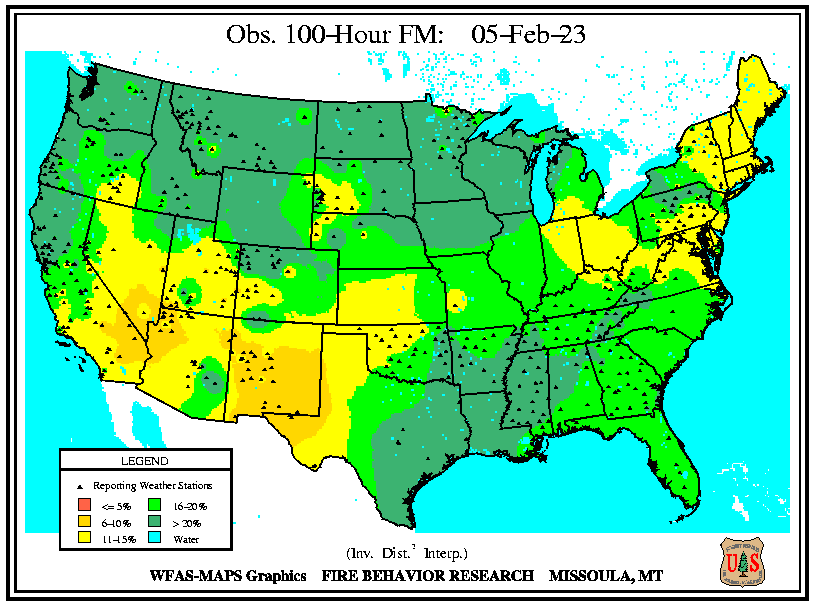 Obs. 100-Hour FM: 05-Feb-23
LEGEND
Reporting Weather Stations
<= 5% 16-20%
6-10% > 20%
11-15% Water
(Inv. Dist.² Interp.)
WFAS-MAPS Graphics FIRE BEHAVIOR RESEARCH MISSOULA, MT
U S